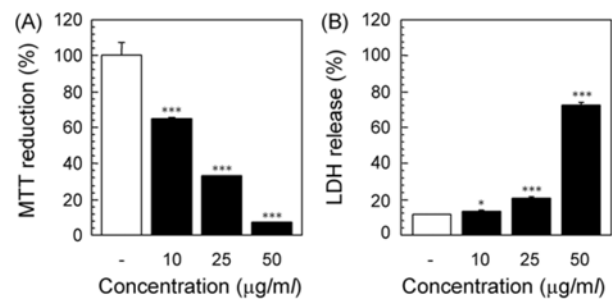 (A)
MTT reduction (%)
120
100
80
60
40
20
0
***
***
***
- 10 25 50
Concentration (μg/ml)
(B)
LDH release (%)
120
100
80
60
40
20
0
*
***
***
- 10 25 50
Concentration (μg/ml)